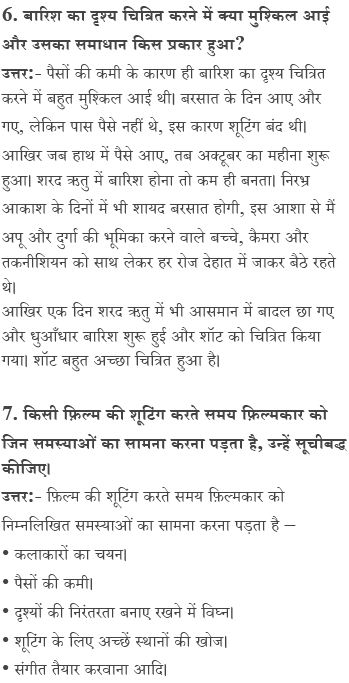 6. बारिश का दृश्य चित्रित करने में क्या मुश्किल आई
और उसका समाधान किस प्रकार हुआ?
उत्तर:- पैसों की कमी के कारण ही बारिश का दृश्य चित्रित
करने में बहुत मुश्किल आई थी। बरसात के दिन आए और
गए, लेकिन पास पैसे नहीं थे, इस कारण शूटिंग बंद थी।
आखिर जब हाथ में पैसे आए, तब अक्टूबर का महीना शुरू
हुआ। शरद ऋतु में बारिश होना तो कम ही बनता। निरभ्र
आकाश के दिनों में भी शायद बरसात होगी, इस आशा से मैं
अपू और दुर्गा की भूमिका करने वाले बच्चे, कैमरा और
तकनीशियन को साथ लेकर हर रोज देहात में जाकर बैठे रहते
थे।
आखिर एक दिन शरद ऋतु में भी आसमान में बादल छा गए
और धुआँधार बारिश शुरू हुई और शॉट को चित्रित किया
गया। शॉट बहुत अच्छा चित्रित हुआ है।
7. किसी फ़िल्म की शूटिंग करते समय फ़िल्मकार को
जिन समस्याओं का सामना करना पड़ता है, उन्हें सूचीबद्ध
कीजिए।
उत्तर:- फ़िल्म की शूटिंग करते समय फ़िल्मकार को
निम्नलिखित समस्याओं का सामना करना पड़ता है –
• कलाकारों का चयन।
• पैसों की कमी।
• दृश्यों की निरंतरता बनाए रखने में विघ्न।
• शूटिंग के लिए अच्छें स्थानों की खोज।
• संगीत तैयार करवाना आदि।